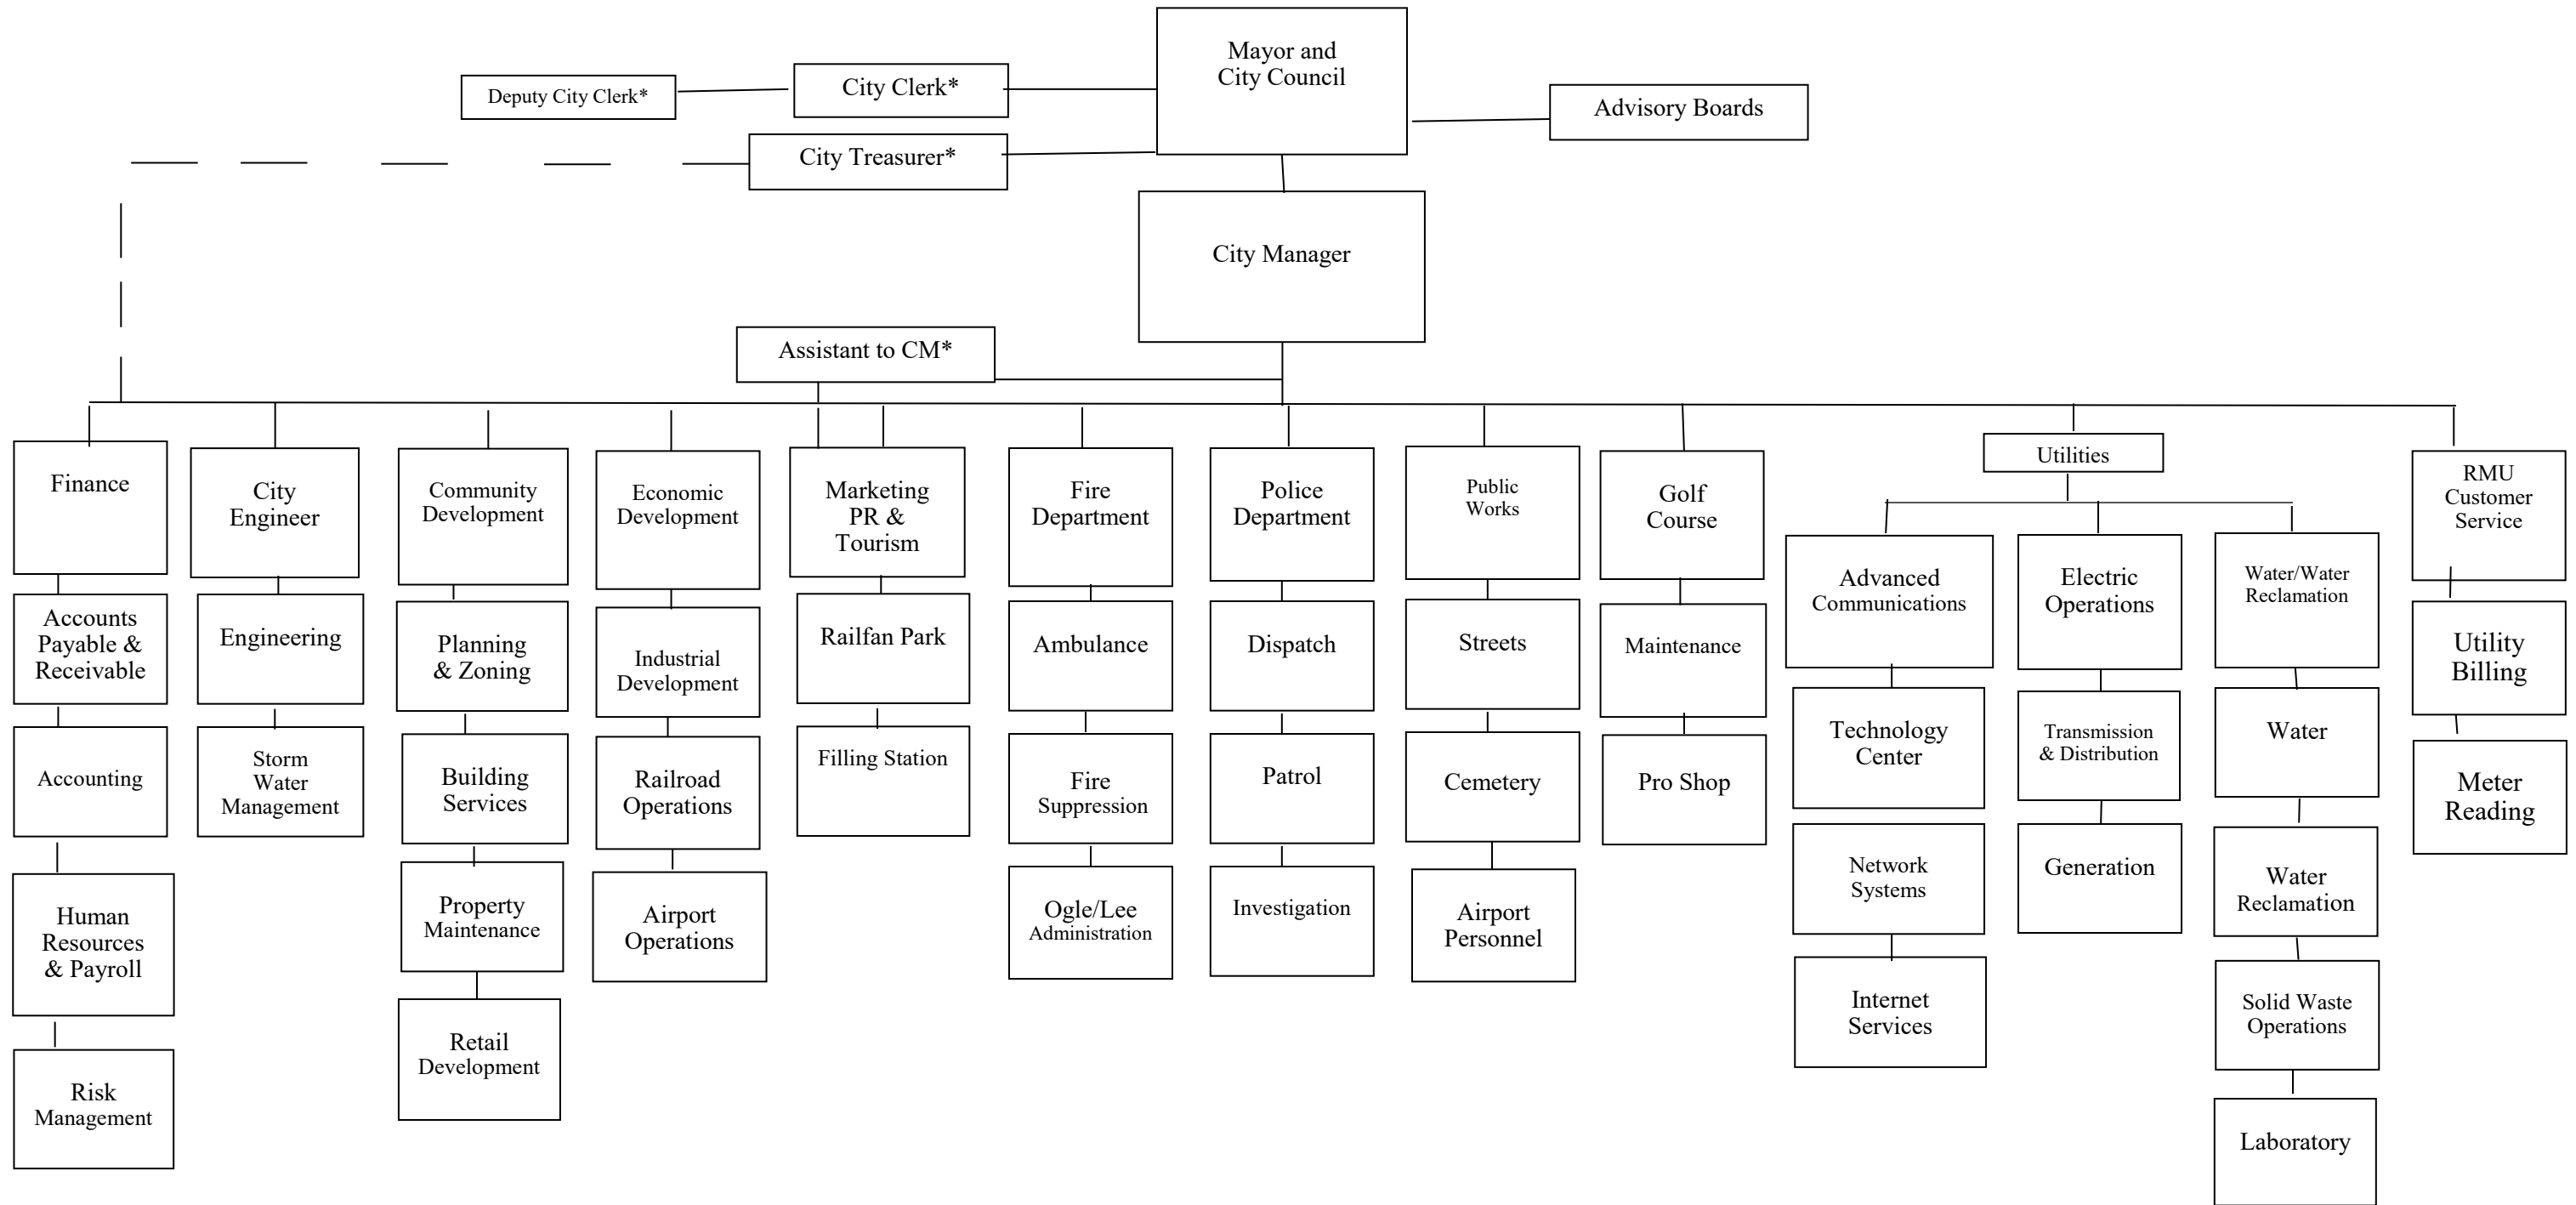 Mayor and
City Council
City Clerk*
Deputy City Clerk*
Advisory Boards
City Treasurer*
City Manager
Assistant to CM*
Finance
Accounts
Payable &
Receivable
Accounting
Human
Resources
& Payroll
Risk
Management
City
Engineer
Engineering
Storm
Water
Management
Community
Development
Planning
& Zoning
Building
Services
Property
Maintenance
Retail
Development
Economic
Development
Industrial
Development
Railroad
Operations
Airport
Operations
Marketing
PR &
Tourism
Railfan Park
Filling Station
Fire
Department
Ambulance
Fire
Suppression
Ogle/Lee
Administration
Police
Department
Dispatch
Patrol
Investigation
Public
Works
Streets
Cemetery
Airport
Personnel
Golf
Course
Maintenance
Pro Shop
Utilities
Advanced
Communications
Technology
Center
Network
Systems
Internet
Services
Electric
Operations
Transmission
& Distribution
Generation
Water/Water
Reclamation
Water
Water
Reclamation
Solid Waste
Operations
Laboratory
RMU
Customer
Service
Utility
Billing
Meter
Reading